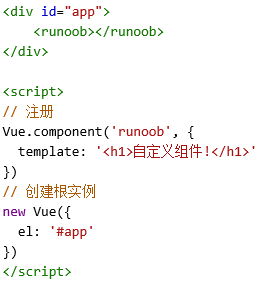 <div id="app">
    <runoob></runoob>
</div>

<script>
// 注册
Vue.component('runoob', {
  template: '<h1>自定义组件!</h1>'
})
// 创建根实例
new Vue({
  el: '#app'
})
</script>